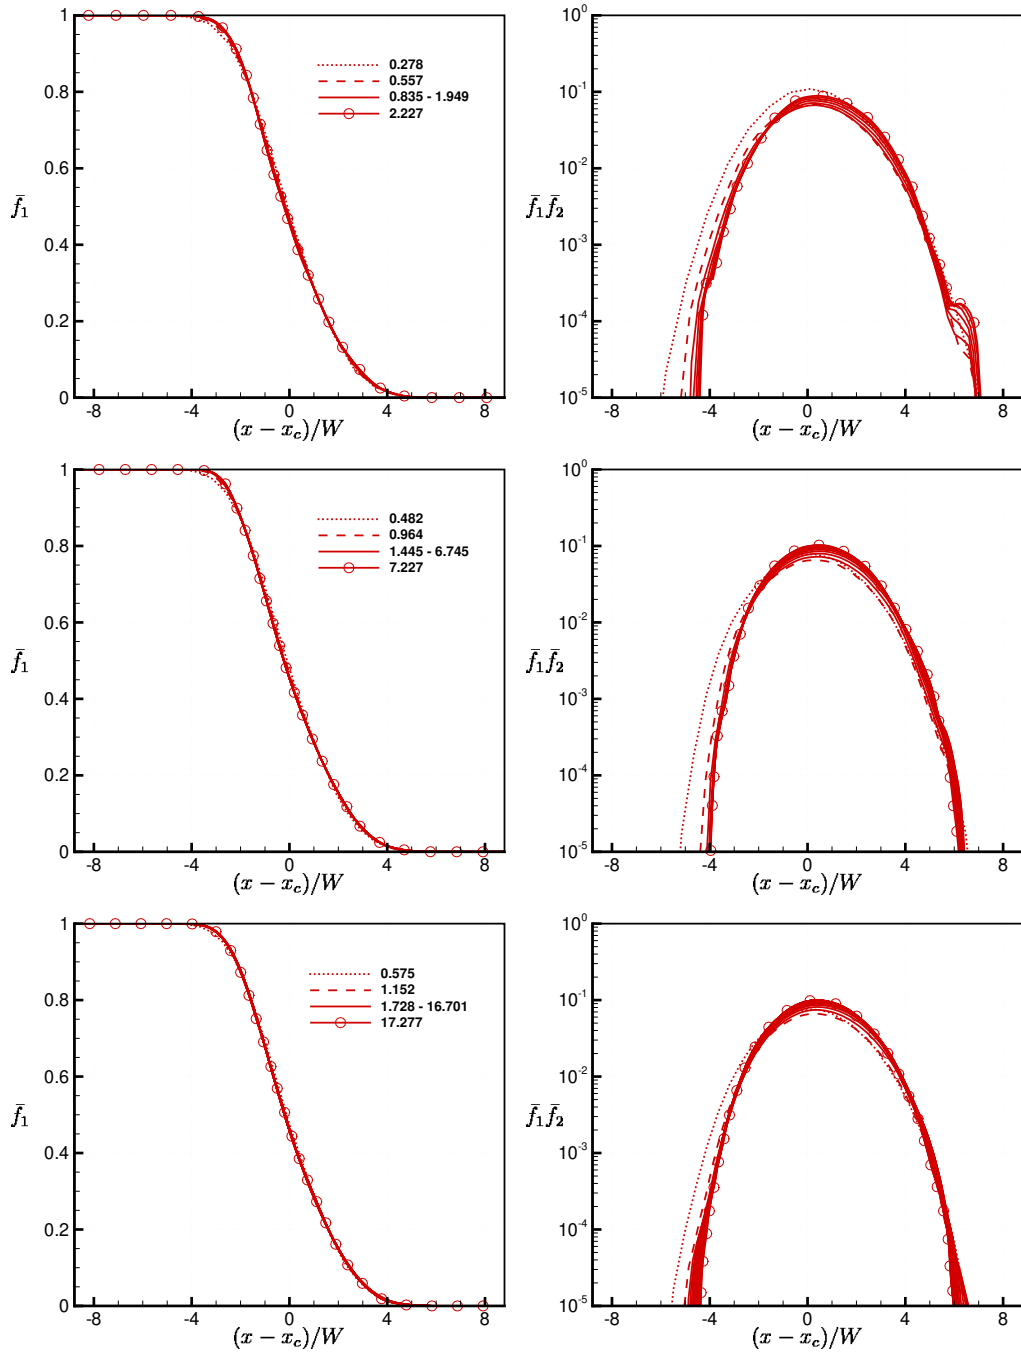 1
0.8
0.6
0.4
0.2
0
f̄₁
-8 -4 0 4 8
(x − x_c)/W
0.278
0.557
0.835 - 1.949
2.227
10⁰
10⁻¹
10⁻²
10⁻³
10⁻⁴
10⁻⁵
f̄₁f̄₂
-8 -4 0 4 8
(x − x_c)/W
1
0.8
0.6
0.4
0.2
0
f̄₁
-8 -4 0 4 8
(x − x_c)/W
0.482
0.964
1.445 - 6.745
7.227
10⁰
10⁻¹
10⁻²
10⁻³
10⁻⁴
10⁻⁵
f̄₁f̄₂
-8 -4 0 4 8
(x − x_c)/W
1
0.8
0.6
0.4
0.2
0
f̄₁
-8 -4 0 4 8
(x − x_c)/W
0.575
1.152
1.728 - 16.701
17.277
10⁰
10⁻¹
10⁻²
10⁻³
10⁻⁴
10⁻⁵
f̄₁f̄₂
-8 -4 0 4 8
(x − x_c)/W